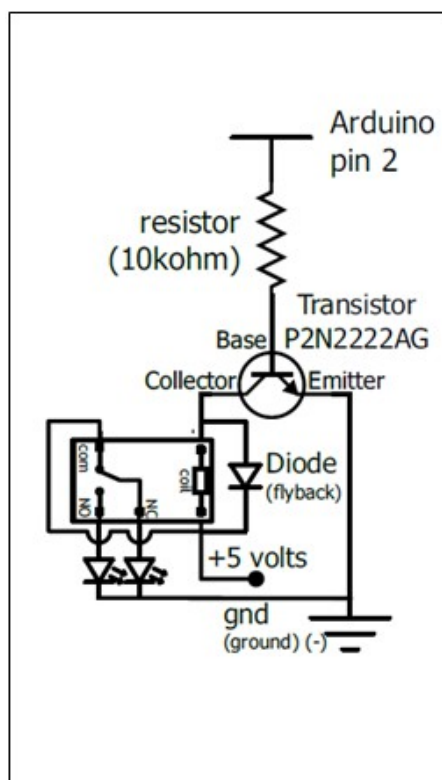 Arduino
pin 2
resistor
(10kohm)
Transistor
Base P2N2222AG
Collector Emitter
com
coil
NO
NC
Diode
(flyback)
+5 volts
gnd
(ground) (-)